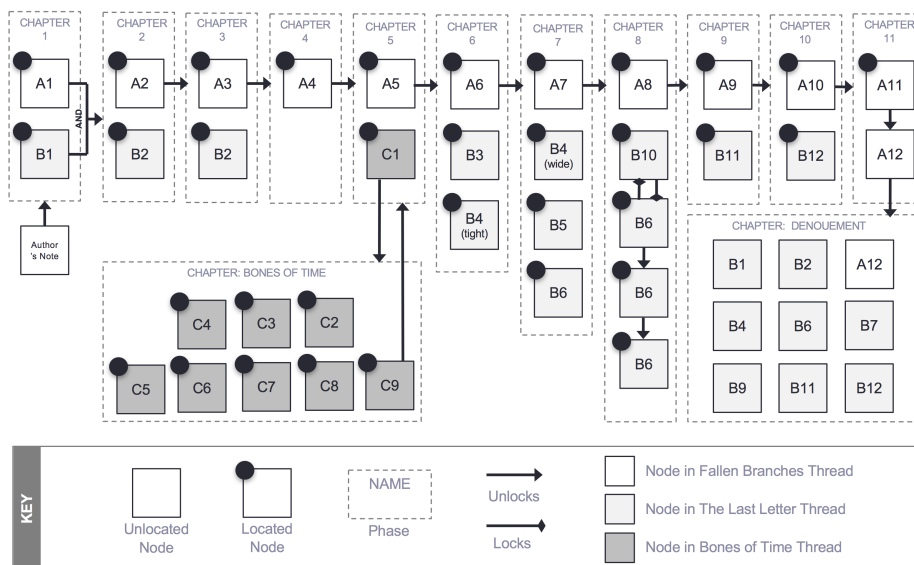 CHAPTER 1
CHAPTER 2
CHAPTER 3
CHAPTER 4
CHAPTER 5
CHAPTER 6
CHAPTER 7
CHAPTER 8
CHAPTER 9
CHAPTER 10
CHAPTER 11
A1
A2
A3
A4
A5
A6
A7
A8
A9
A10
A11
AND
B1
B2
B2
C1
B3
B4
(wide)
B10
B11
B12
A12
B4
(tight)
B5
B6
Author
's Note
B6
B6
B6
CHAPTER: BONES OF TIME
C4
C3
C2
C5
C6
C7
C8
C9
CHAPTER: DENOUEMENT
B1
B2
A12
B4
B6
B7
B9
B11
B12
KEY
Unlocated
Node
Located
Node
NAME
Phase
Unlocks
Locks
Node in Fallen Branches Thread
Node in The Last Letter Thread
Node in Bones of Time Thread